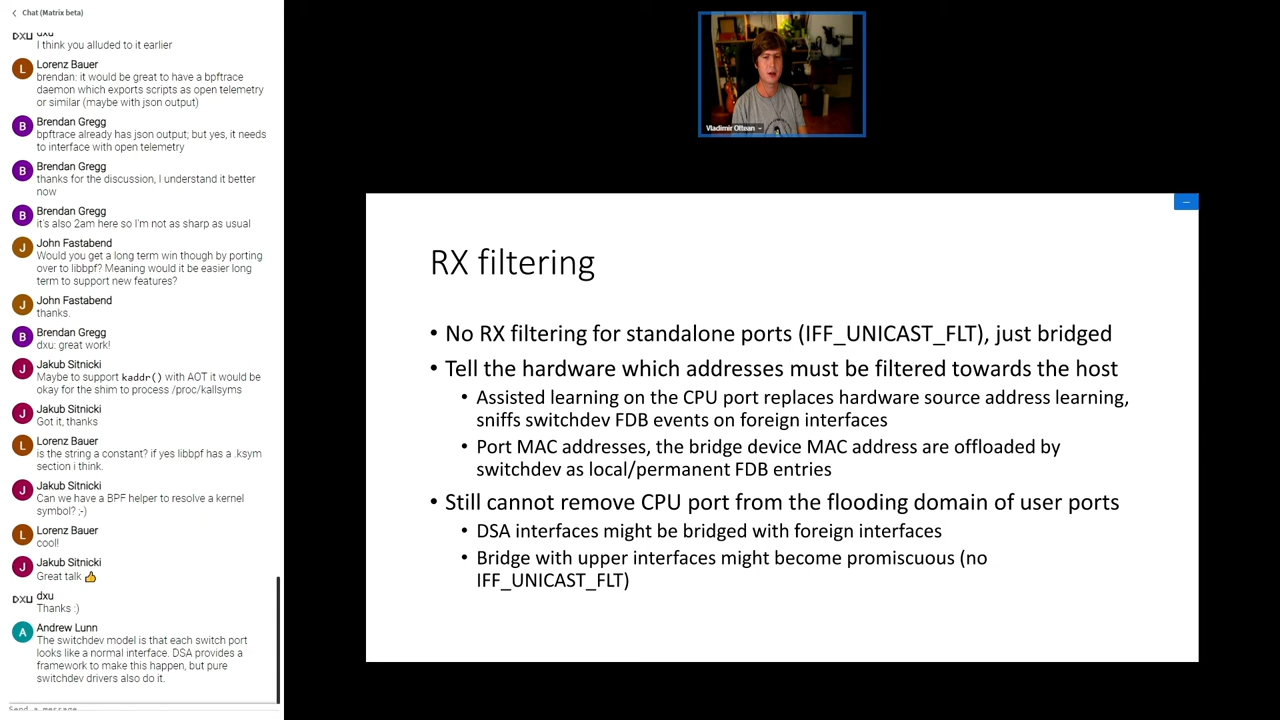 Chat (Matrix beta)
DXU dxu
I think you alluded to it earlier
L Lorenz Bauer
brendan: it would be great to have a bpftrace
daemon which exports scripts as open telemetry
or similar (maybe with json output)
B Brendan Gregg
bpftrace already has json output; but yes, it needs
to interface with open telemetry
B Brendan Gregg
thanks for the discussion, I understand it better
now
B Brendan Gregg
it's also 2am here so I'm not as sharp as usual
J John Fastabend
Would you get a long term win though by porting
over to libbpf? Meaning would it be easier long
term to support new features?
J John Fastabend
thanks.
B Brendan Gregg
dxu: great work!
J Jakub Sitnicki
Maybe to support kaddr() with AOT it would be
okay for the shim to process /proc/kallsyms
J Jakub Sitnicki
Got it, thanks
L Lorenz Bauer
is the string a constant? if yes libbpf has a .ksym
section i think.
J Jakub Sitnicki
Can we have a BPF helper to resolve a kernel
symbol? ;-)
L Lorenz Bauer
cool!
J Jakub Sitnicki
Great talk 👍
DXU dxu
Thanks :)
A Andrew Lunn
The switchdev model is that each switch port
looks like a normal interface. DSA provides a
framework to make this happen, but pure
switchdev drivers also do it.
Send a message
Vladimir Oltean
RX filtering
• No RX filtering for standalone ports (IFF_UNICAST_FLT), just bridged
• Tell the hardware which addresses must be filtered towards the host
• Assisted learning on the CPU port replaces hardware source address learning,
sniffs switchdev FDB events on foreign interfaces
• Port MAC addresses, the bridge device MAC address are offloaded by
switchdev as local/permanent FDB entries
• Still cannot remove CPU port from the flooding domain of user ports
• DSA interfaces might be bridged with foreign interfaces
• Bridge with upper interfaces might become promiscuous (no
IFF_UNICAST_FLT)